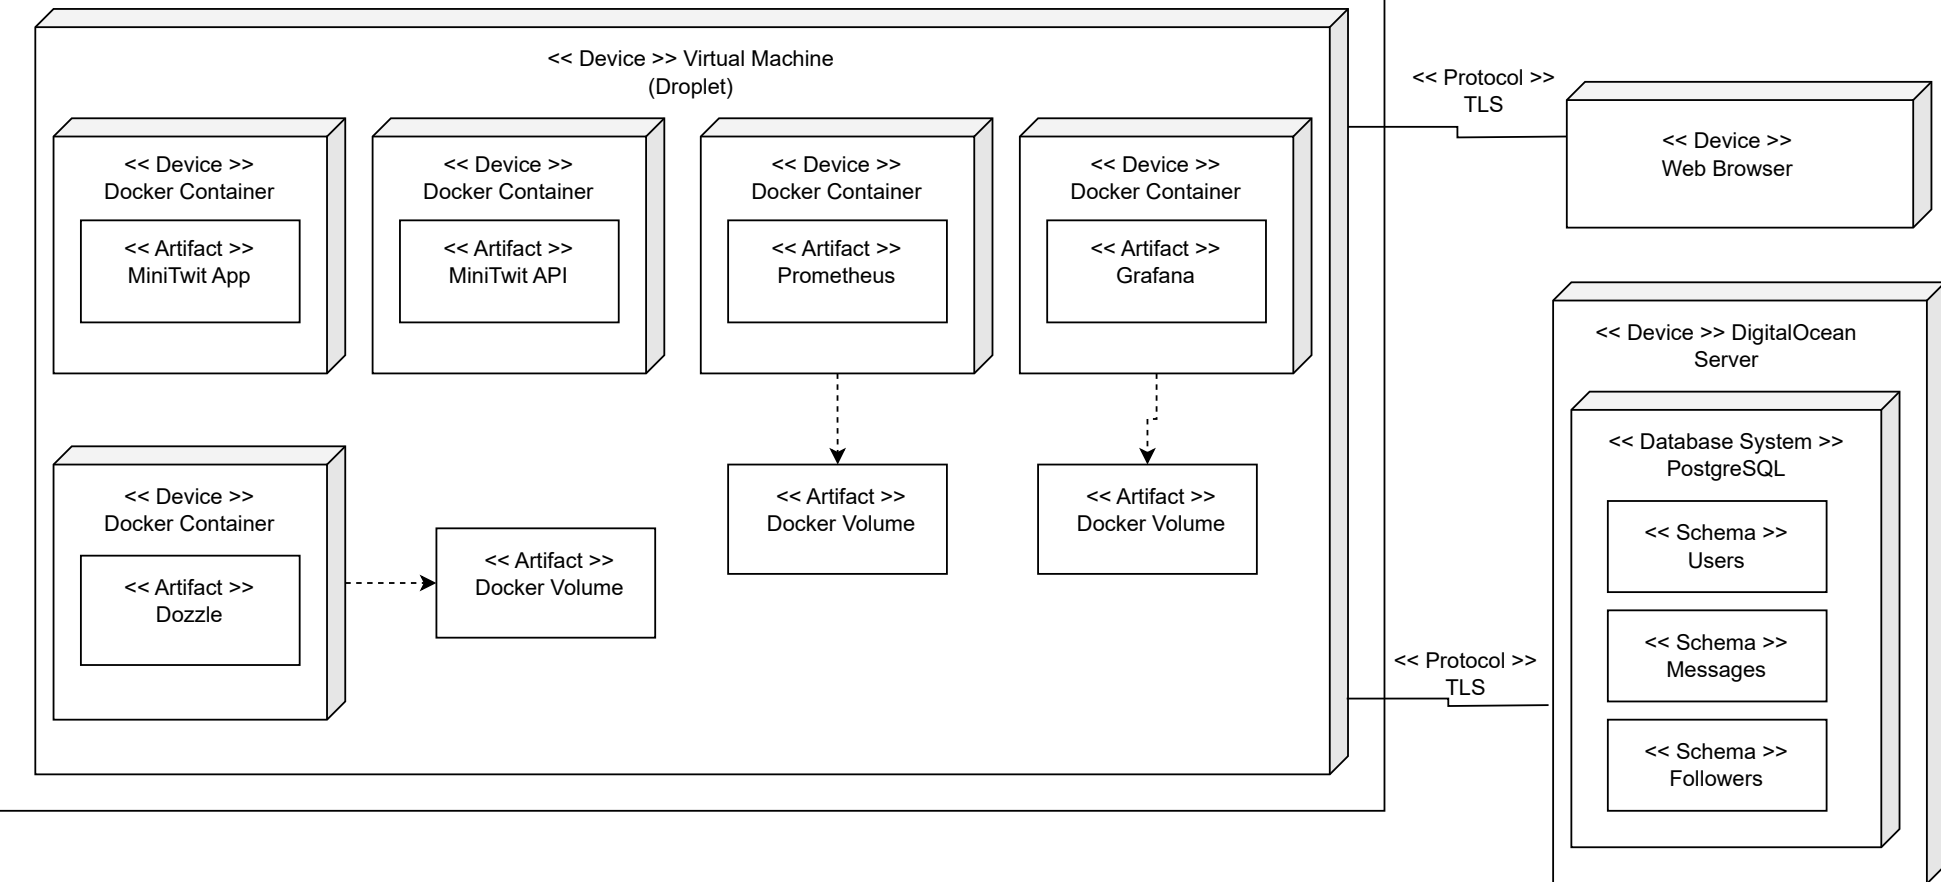 << Device >> Virtual Machine
(Droplet)
<< Device >>
Docker Container
<< Artifact >>
MiniTwit App
<< Device >>
Docker Container
<< Artifact >>
MiniTwit API
<< Device >>
Docker Container
<< Artifact >>
Prometheus
<< Device >>
Docker Container
<< Artifact >>
Grafana
<< Device >>
Docker Container
<< Artifact >>
Dozzle
<< Artifact >>
Docker Volume
<< Artifact >>
Docker Volume
<< Artifact >>
Docker Volume
<< Protocol >>
TLS
<< Device >>
Web Browser
<< Protocol >>
TLS
<< Device >> DigitalOcean
Server
<< Database System >>
PostgreSQL
<< Schema >>
Users
<< Schema >>
Messages
<< Schema >>
Followers